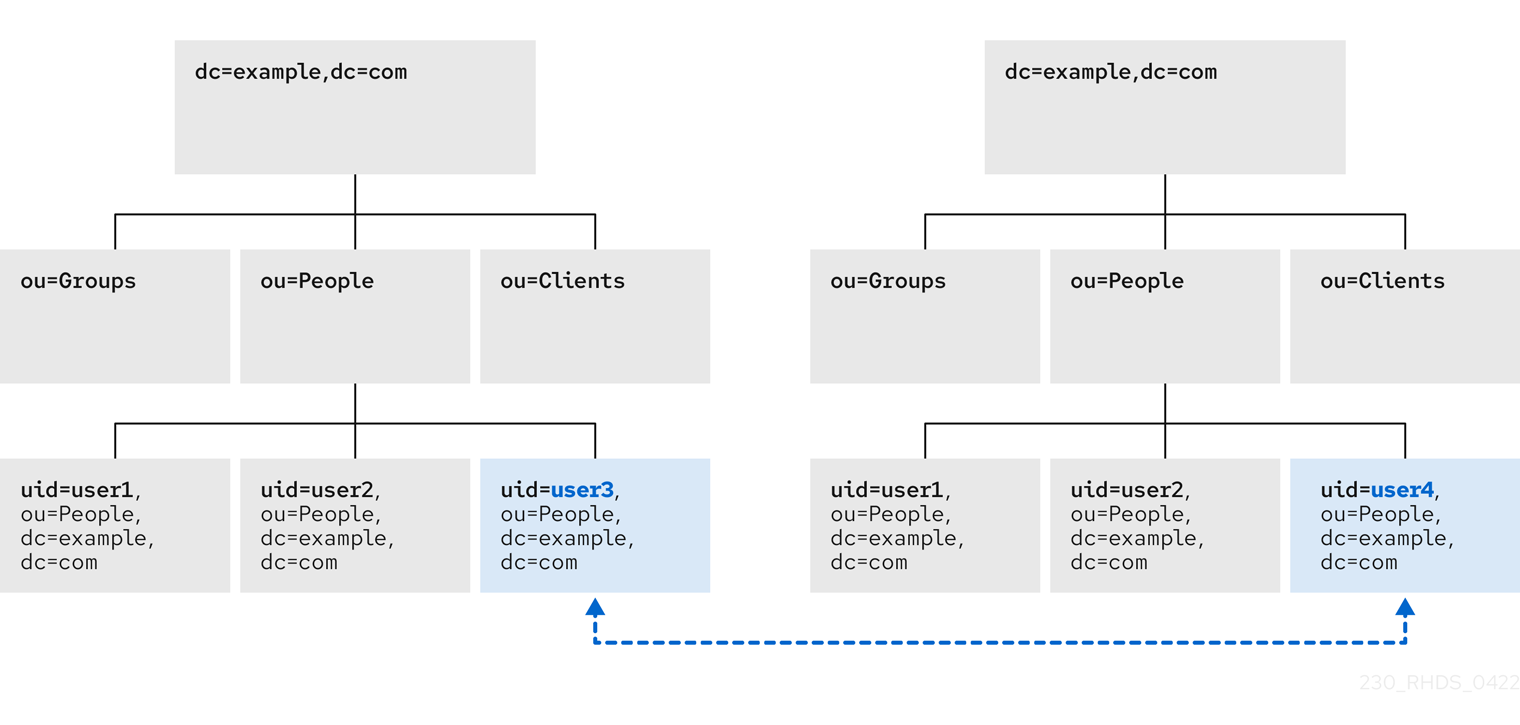 dc=example,dc=com
dc=example,dc=com
ou=Groups
ou=People
ou=Clients
ou=Groups
ou=People
ou=Clients
uid=user1,
ou=People,
dc=example,
dc=com
uid=user2,
ou=People,
dc=example,
dc=com
uid=user3,
ou=People,
dc=example,
dc=com
uid=user1,
ou=People,
dc=example,
dc=com
uid=user2,
ou=People,
dc=example,
dc=com
uid=user4,
ou=People,
dc=example,
dc=com
230_RHDS_0422